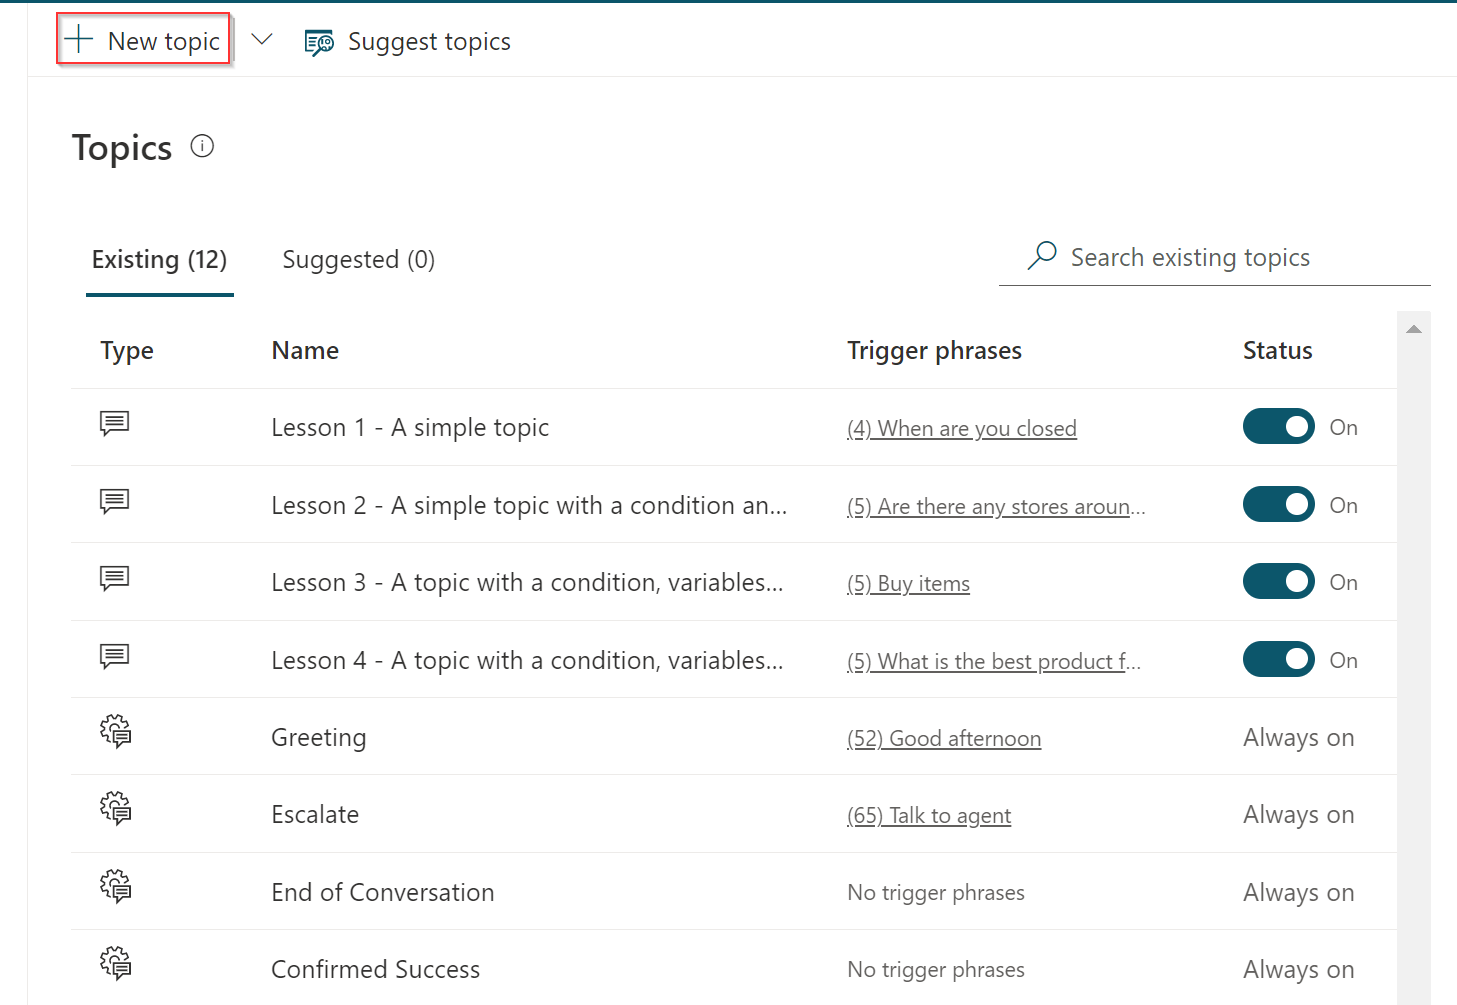 New topic Suggest topics
Topics
Existing (12) Suggested (0) Search existing topics
Type Name Trigger phrases Status
Lesson 1 - A simple topic (4) When are you closed On
Lesson 2 - A simple topic with a condition an... (5) Are there any stores aroun... On
Lesson 3 - A topic with a condition, variables... (5) Buy items On
Lesson 4 - A topic with a condition, variables... (5) What is the best product f... On
Greeting (52) Good afternoon Always on
Escalate (65) Talk to agent Always on
End of Conversation No trigger phrases Always on
Confirmed Success No trigger phrases Always on